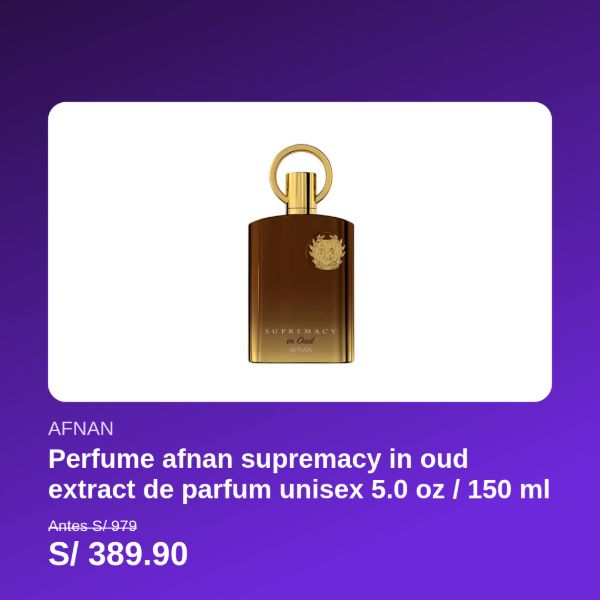 SUPREMACY
in Oud
AFNAN
AFNAN
Perfume afnan supremacy in oud
extract de parfum unisex 5.0 oz / 150 ml
Antes S/ 979
S/ 389.90